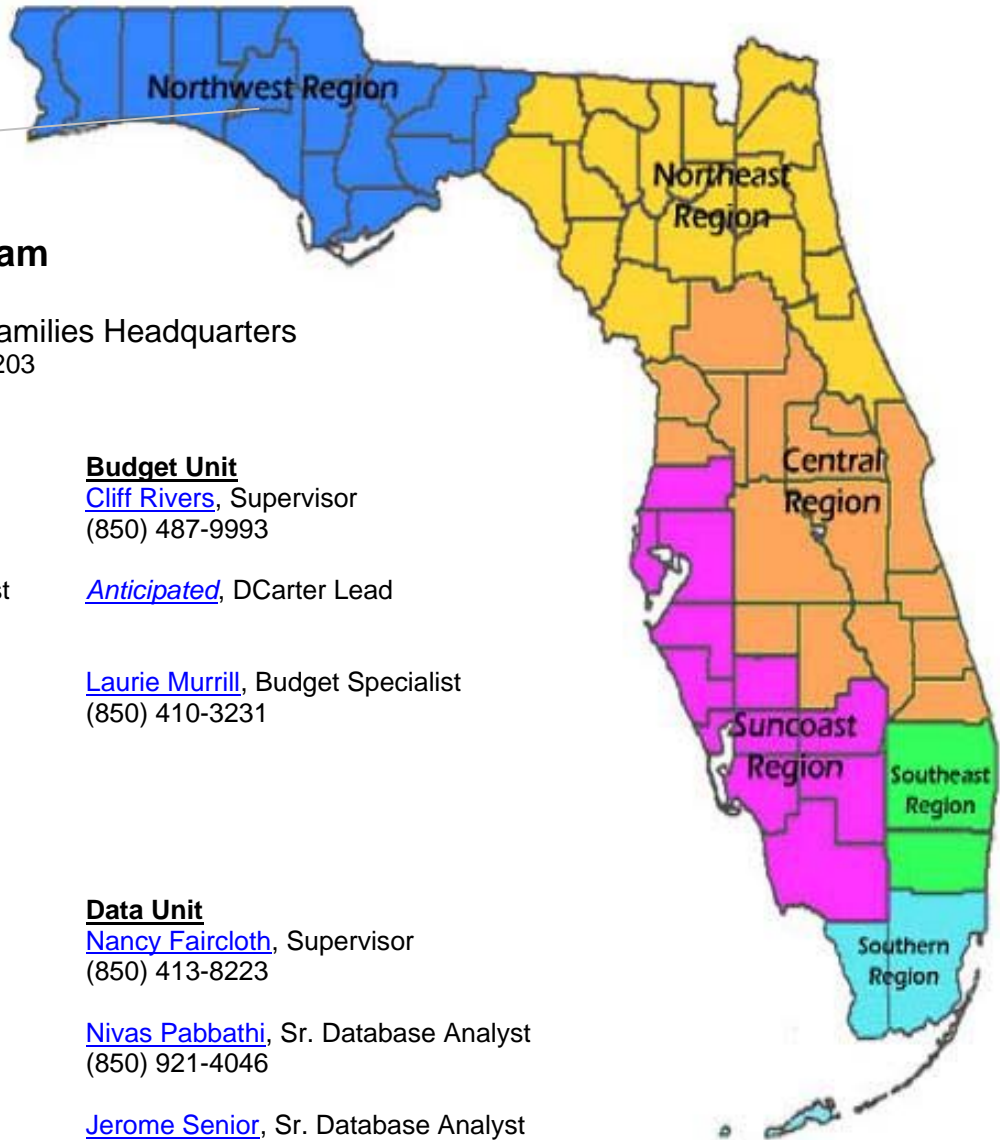 Northwest Region
Northeast
Region
am
amilies Headquarters
203
Budget Unit
Cliff Rivers, Supervisor
(850) 487-9993
st
Anticipated, DCarter Lead
Laurie Murrill, Budget Specialist
(850) 410-3231
Central
Region
Suncoast
Region
Southeast
Region
Data Unit
Nancy Faircloth, Supervisor
(850) 413-8223
Nivas Pabbathi, Sr. Database Analyst
(850) 921-4046
Jerome Senior, Sr. Database Analyst
Southern
Region